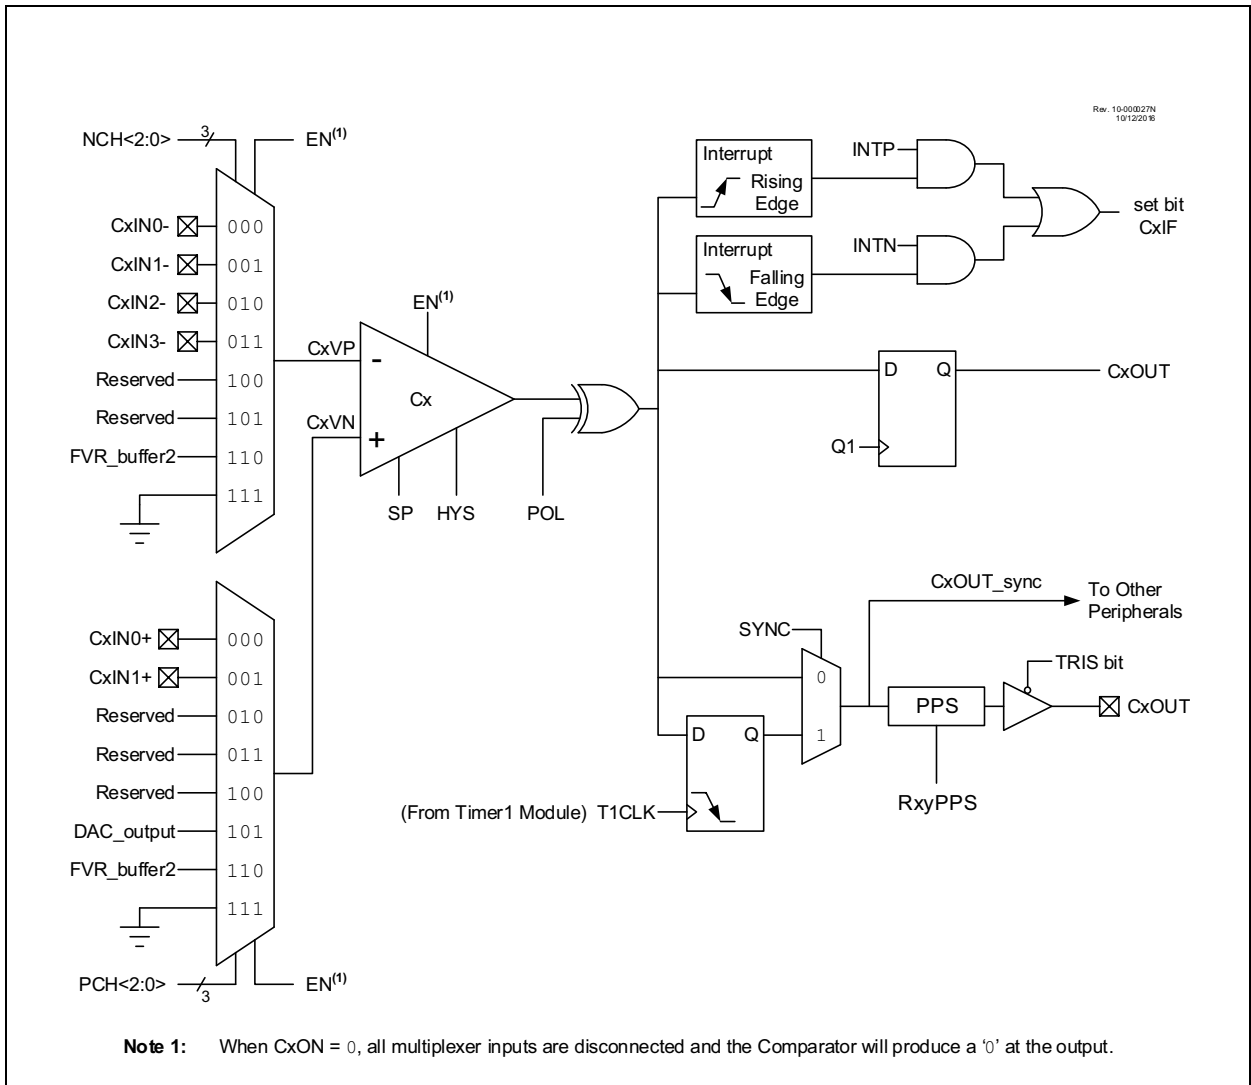 Rev. 10-000027N
10/12/2016
NCH<2:0>
3
EN(1)
CxIN0-
000
CxIN1-
001
CxIN2-
010
CxIN3-
011
Reserved
100
Reserved
101
FVR_buffer2
110
111
CxVP
-
CxVN
+
EN(1)
Cx
SP
HYS
POL
Interrupt
Rising
Edge
INTP
Interrupt
Falling
Edge
INTN
set bit
CxIF
D
Q
Q1
CxOUT
CxIN0+
000
CxIN1+
001
Reserved
010
Reserved
011
Reserved
100
DAC_output
101
FVR_buffer2
110
111
PCH<2:0>
3
EN(1)
CxOUT_sync
To Other
Peripherals
SYNC
0
1
D
Q
(From Timer1 Module) T1CLK
PPS
RxyPPS
TRIS bit
CxOUT
Note 1: When CxON = 0, all multiplexer inputs are disconnected and the Comparator will produce a ‘0’ at the output.